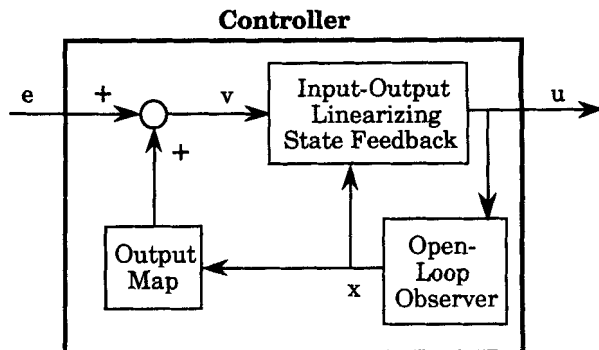 Controller
e
+
v
Input-Output
Linearizing
State Feedback
u
+
Output
Map
x
Open-
Loop
Observer